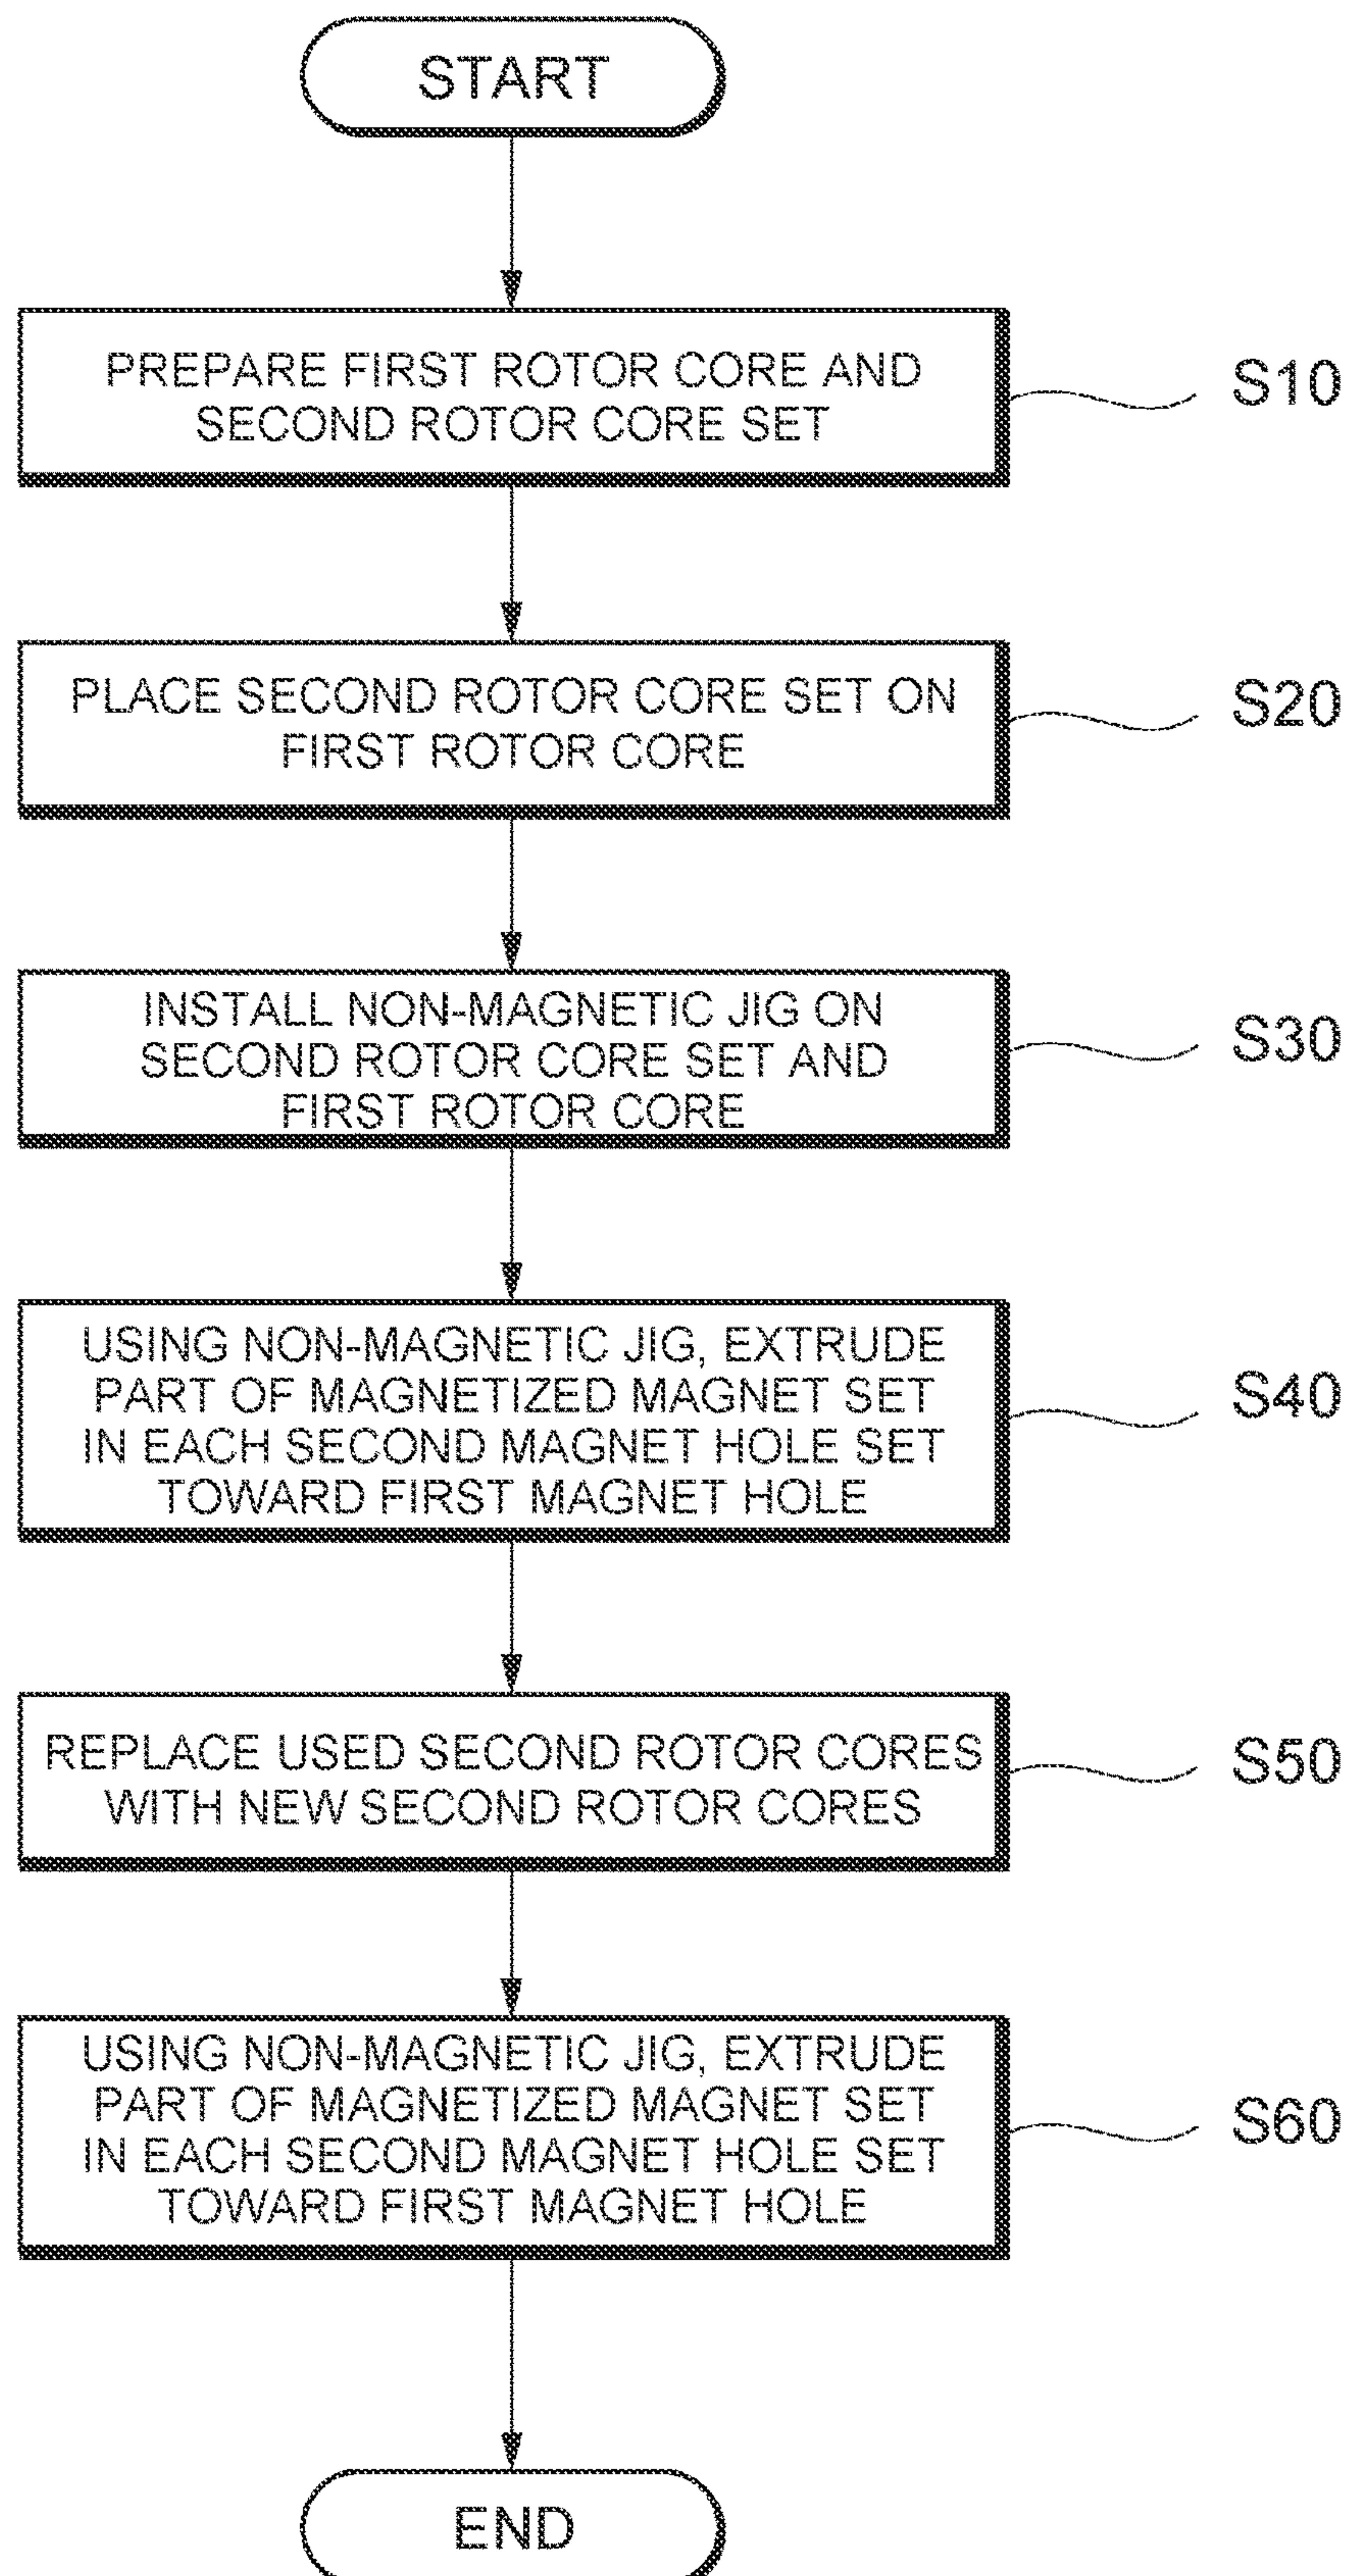 START
PREPARE FIRST ROTOR CORE AND
SECOND ROTOR CORE SET
S10
PLACE SECOND ROTOR CORE SET ON
FIRST ROTOR CORE
S20
INSTALL NON-MAGNETIC JIG ON
SECOND ROTOR CORE SET AND
FIRST ROTOR CORE
S30
USING NON-MAGNETIC JIG, EXTRUDE
PART OF MAGNETIZED MAGNET SET
IN EACH SECOND MAGNET HOLE SET
TOWARD FIRST MAGNET HOLE
S40
REPLACE USED SECOND ROTOR CORES
WITH NEW SECOND ROTOR CORES
S50
USING NON-MAGNETIC JIG, EXTRUDE
PART OF MAGNETIZED MAGNET SET
IN EACH SECOND MAGNET HOLE SET
TOWARD FIRST MAGNET HOLE
S60
END